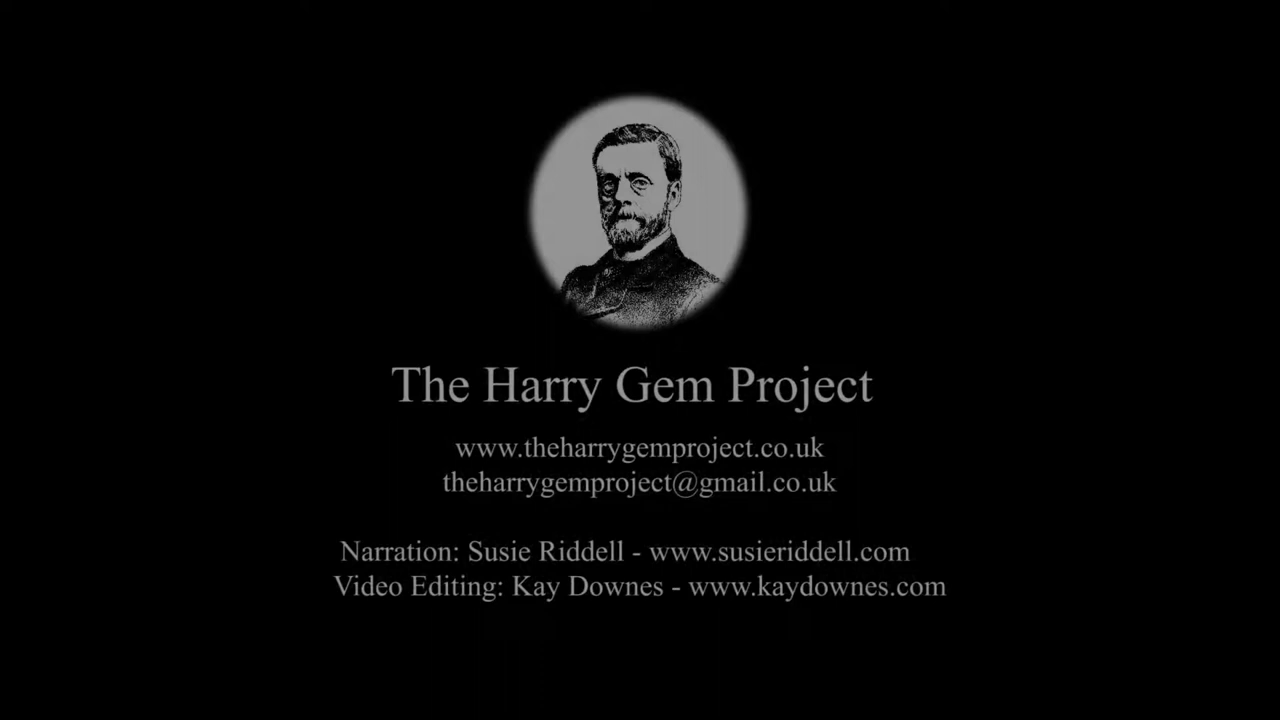 The Harry Gem Project
www.theharrygemproject.co.uk
theharrygemproject@gmail.co.uk
Narration: Susie Riddell - www.susieriddell.com
Video Editing: Kay Downes - www.kaydownes.com